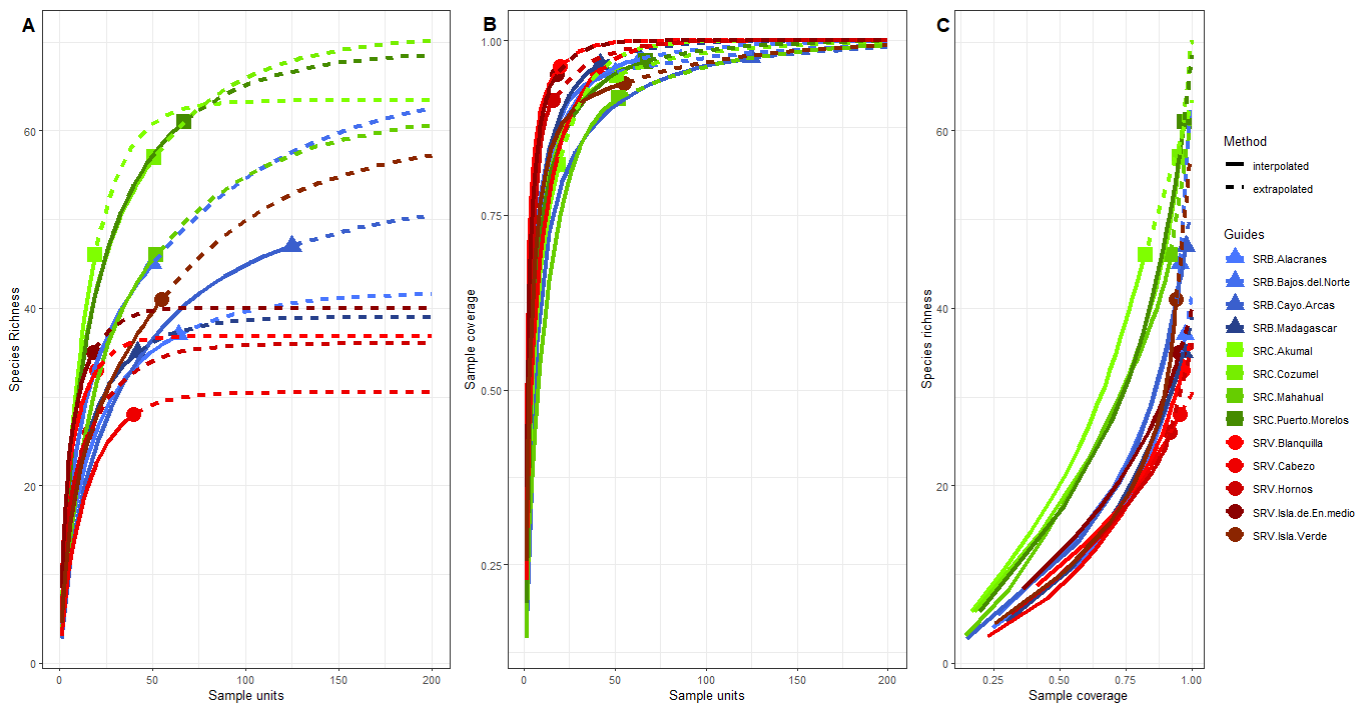 A
B
C
60
40
20
0
Species Richness
0
50
100
150
200
Sample units
1.00
0.75
0.50
0.25
Sample coverage
0
50
100
150
200
Sample units
60
40
20
0
Species richness
0.25
0.50
0.75
1.00
Sample coverage
Method
interpolated
extrapolated
Guides
SRB.Alacranes
SRB.Bajos.del.Norte
SRB.Cayo.Arcas
SRB.Madagascar
SRC.Akumal
SRC.Cozumel
SRC.Mahahual
SRC.Puerto.Morelos
SRV.Blanquilla
SRV.Cabezo
SRV.Hornos
SRV.Isla.de.En.medio
SRV.Isla.Verde